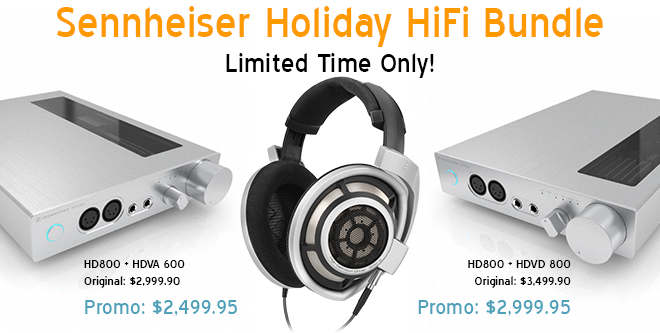 Sennheiser Holiday HiFi Bundle
Limited Time Only!
HD800 + HDVA 600
Original: $2,999.90
Promo: $2,499.95
HD800 + HDVD 800
Original: $3,499.90
Promo: $2,999.95